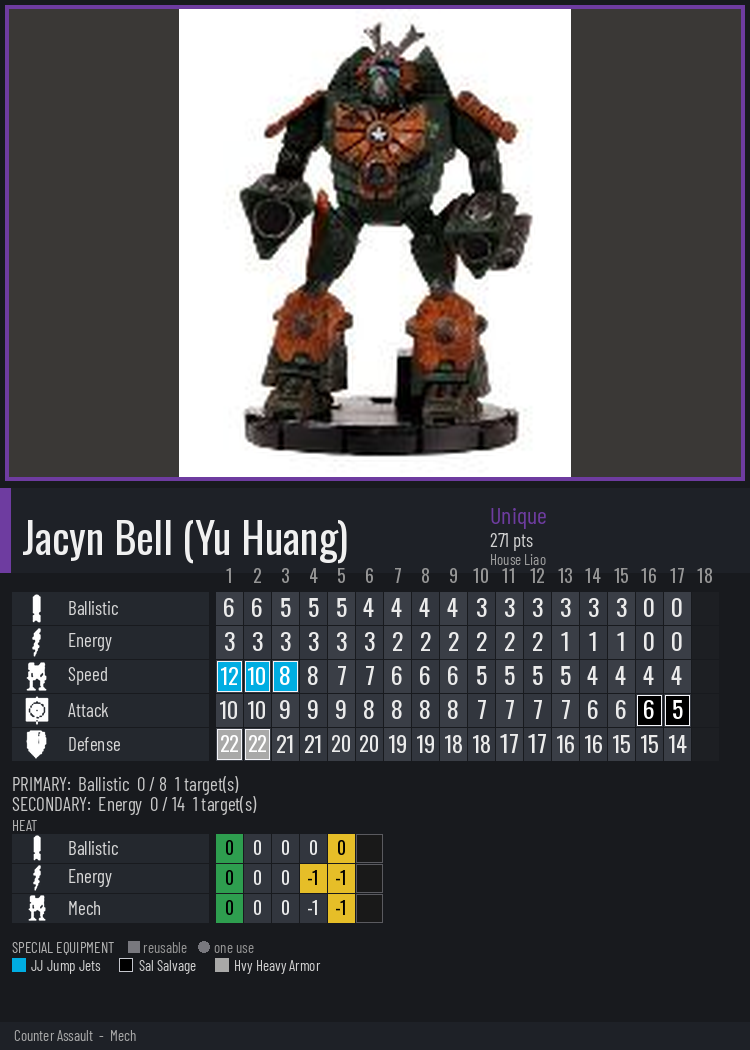 Jacyn Bell (Yu Huang)
Unique
271 pts
House Liao
1 2 3 4 5 6 7 8 9 10 11 12 13 14 15 16 17 18
Ballistic 6 6 5 5 5 4 4 4 4 3 3 3 3 3 3 0 0
Energy 3 3 3 3 3 3 2 2 2 2 2 2 1 1 1 0 0
Speed 12 10 8 8 7 7 6 6 6 5 5 5 5 4 4 4 4
Attack 10 10 9 9 9 8 8 8 8 7 7 7 7 6 6 6 5
Defense 22 22 21 21 20 20 19 19 18 18 17 17 16 16 15 15 14
PRIMARY: Ballistic 0 / 8 1 target(s)
SECONDARY: Energy 0 / 14 1 target(s)
HEAT
Ballistic 0 0 0 0 0
Energy 0 0 0 -1 -1
Mech 0 0 0 -1 -1
SPECIAL EQUIPMENT reusable one use
JJ Jump Jets Sal Salvage Hvy Heavy Armor
Counter Assault - Mech